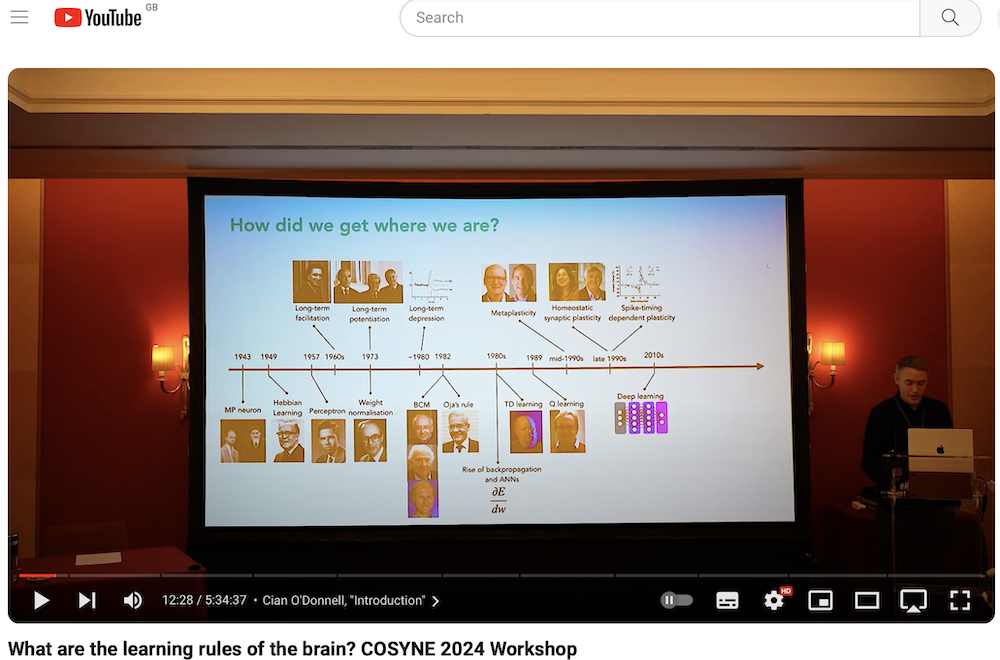 YouTube GB
Search
How did we get where we are?
Long-term
facilitation
Long-term
potentiation
Long-term
depression
Metaplasticity
Homeostatic
synaptic plasticity
Spike-timing
dependent plasticity
1943 1949 1957 1960s 1973 ~1980 1982 1980s 1989 mid-1990s late 1990s 2010s
MP neuron
Hebbian
Learning
Perceptron
Weight
normalisation
BCM
Oja's rule
TD learning
Q learning
Deep learning
Rise of backpropagation
and ANNs
∂E
dw
12:28 / 5:34:37 • Cian O'Donnell, "Introduction"
HD
What are the learning rules of the brain? COSYNE 2024 Workshop